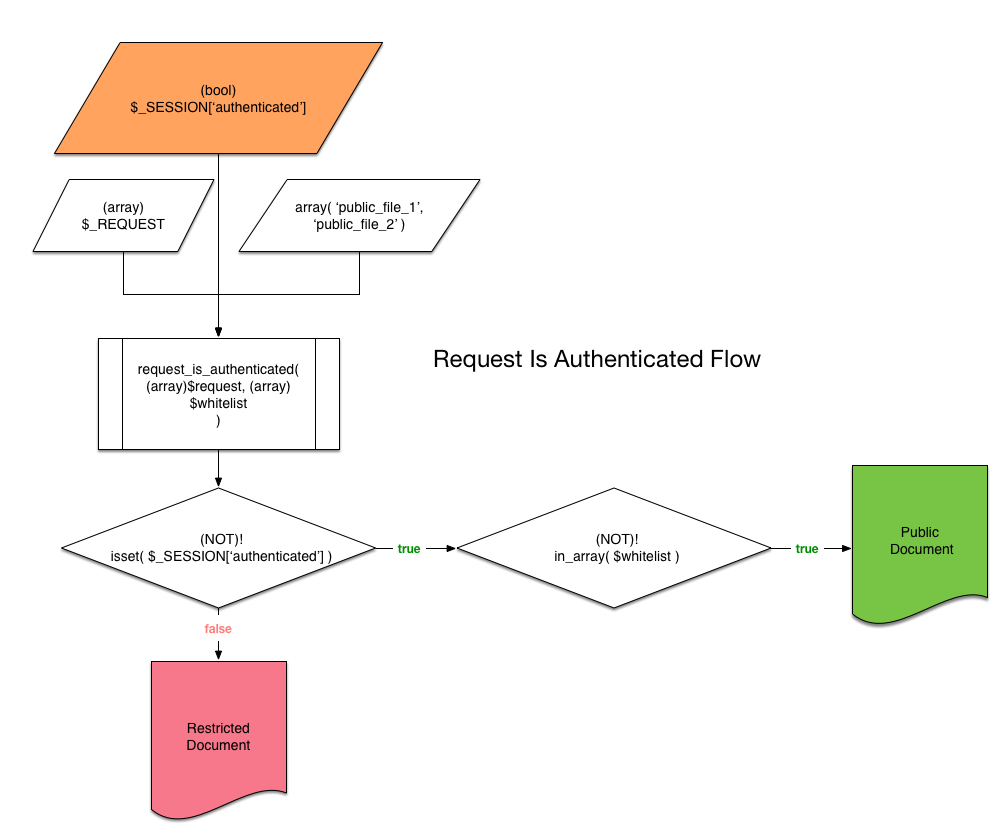 (bool)
$_SESSION[‘authenticated’]
(array)
$_REQUEST
array( ‘public_file_1’,
‘public_file_2’ )
request_is_authenticated(
(array)$request, (array)
$whitelist
)
Request Is Authenticated Flow
(NOT)!
isset( $_SESSION[‘authenticated’] )
true
(NOT)!
in_array( $whitelist )
true
Public
Document
false
Restricted
Document